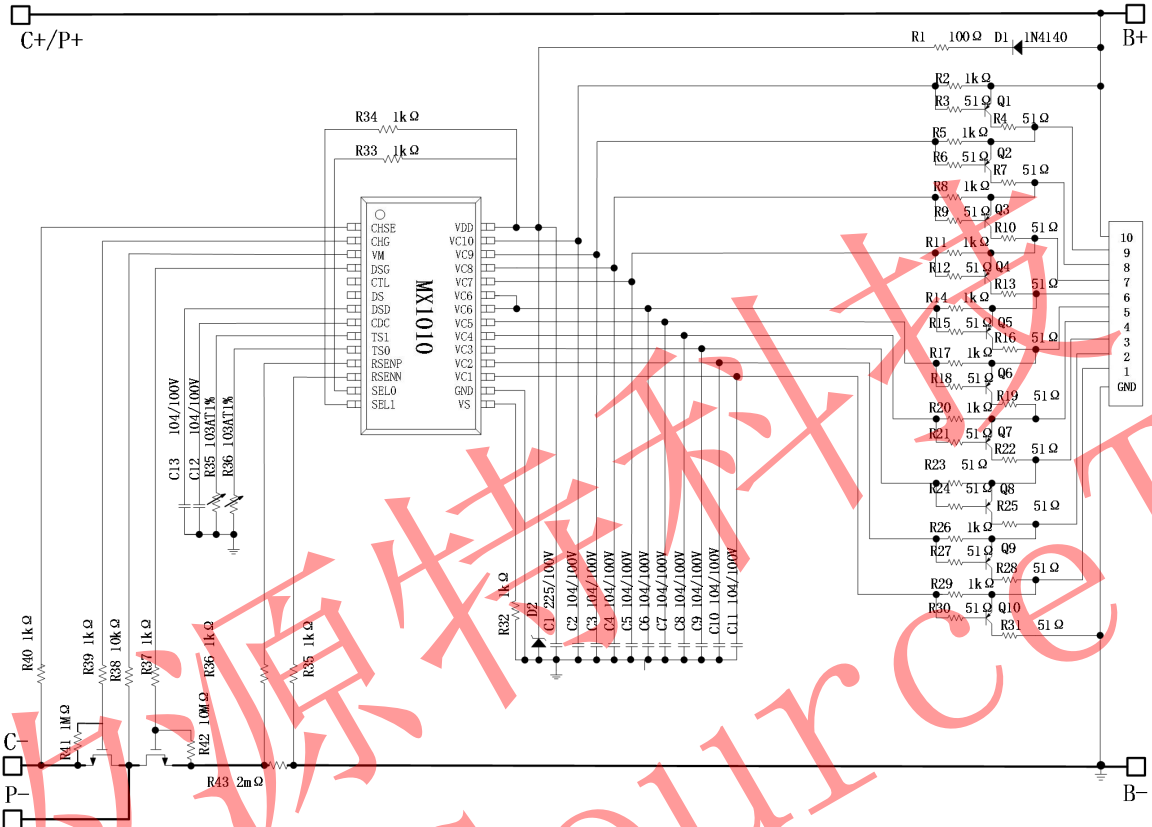 C+/P+
B+
R1 100Ω D1 1N4140
R2 1kΩ
R3 51Ω Q1
R4 51Ω
R5 1kΩ
R6 51Ω Q2
R7 51Ω
R8 1kΩ
R9 51Ω Q3
R10 51Ω
R11 1kΩ
R12 51Ω Q4
R13 51Ω
R14 1kΩ
R15 51Ω Q5
R16 51Ω
R17 1kΩ
R18 51Ω Q6
R19 51Ω
R20 1kΩ
R21 51Ω Q7
R22 51Ω
R23 51Ω
R24 51Ω Q8
R25 51Ω
R26 1kΩ
R27 51Ω Q9
R28 51Ω
R29 1kΩ
R30 51Ω Q10
R31 51Ω
10
9
8
7
6
5
4
3
2
1
GND
R34 1kΩ
R33 1kΩ
MX1010
CHSE VDD
CHG VC10
VM VC9
DSG VC8
CTL VC7
DS VC6
DSD VC6
CDC VC5
TS1 VC4
TS0 VC3
RSENP VC2
RSENN VC1
SEL0 GND
SEL1 VS
C13 104/100V
C12 104/100V
R35 103AT1%
R36 103AT1%
R32 1kΩ
D2
C1 225/100V
C2 104/100V
C3 104/100V
C4 104/100V
C5 104/100V
C6 104/100V
C7 104/100V
C8 104/100V
C9 104/100V
C10 104/100V
C11 104/100V
R40 1kΩ
R39 1kΩ
R38 10kΩ
R37 1kΩ
R36 1kΩ
R35 1kΩ
R41 1MΩ
R42 10MΩ
R43 2mΩ
C-
P-
B-
源特科技
ource T